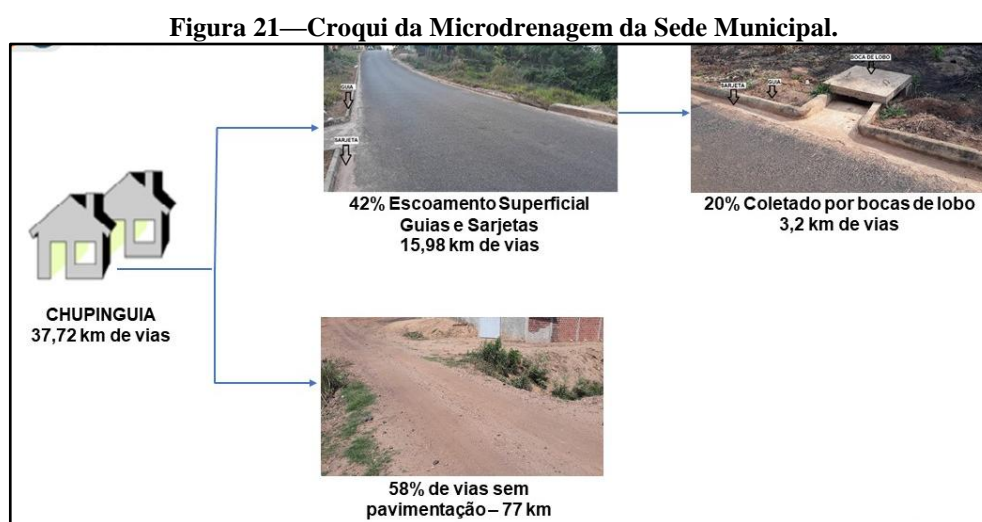 Figura 21—Croqui da Microdrenagem da Sede Municipal.
GUIA
SARJETA
42% Escoamento Superficial
Guias e Sarjetas
15,98 km de vias
BOCA DE LOBO
SARJETA
GUIA
20% Coletado por bocas de lobo
3,2 km de vias
CHUPINGUIA
37,72 km de vias
58% de vias sem
pavimentação – 77 km